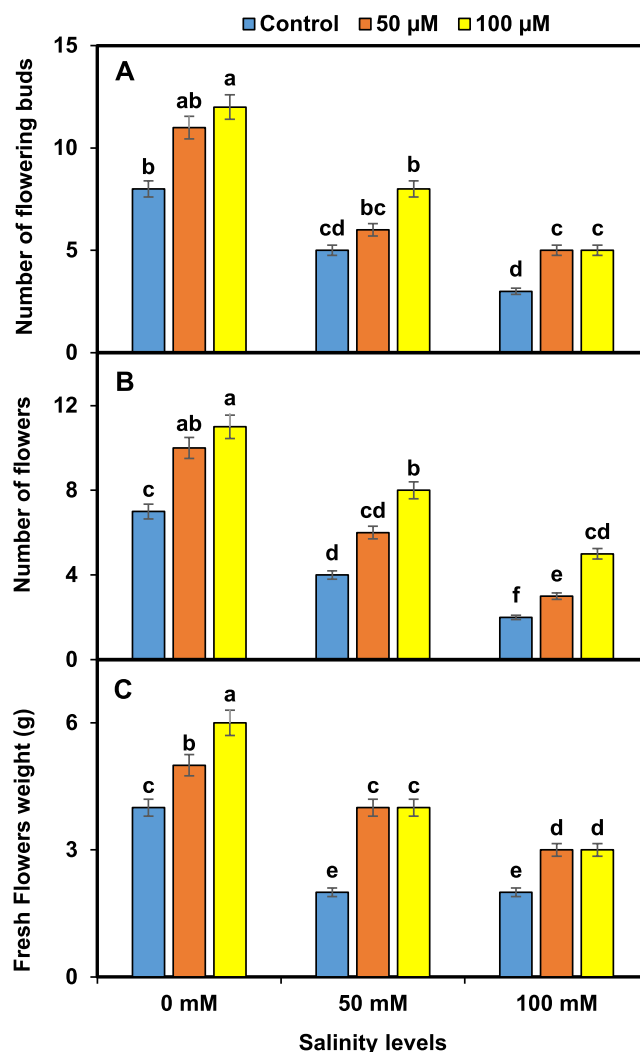 Control 50 µM 100 µM
A
Number of flowering buds
15
10
5
0
b ab a
cd bc b
d c c
B
Number of flowers
12
8
4
0
c ab a
d cd b
f e cd
C
Fresh Flowers weight (g)
6
3
0
c b a
e c c
e d d
0 mM 50 mM 100 mM
Salinity levels